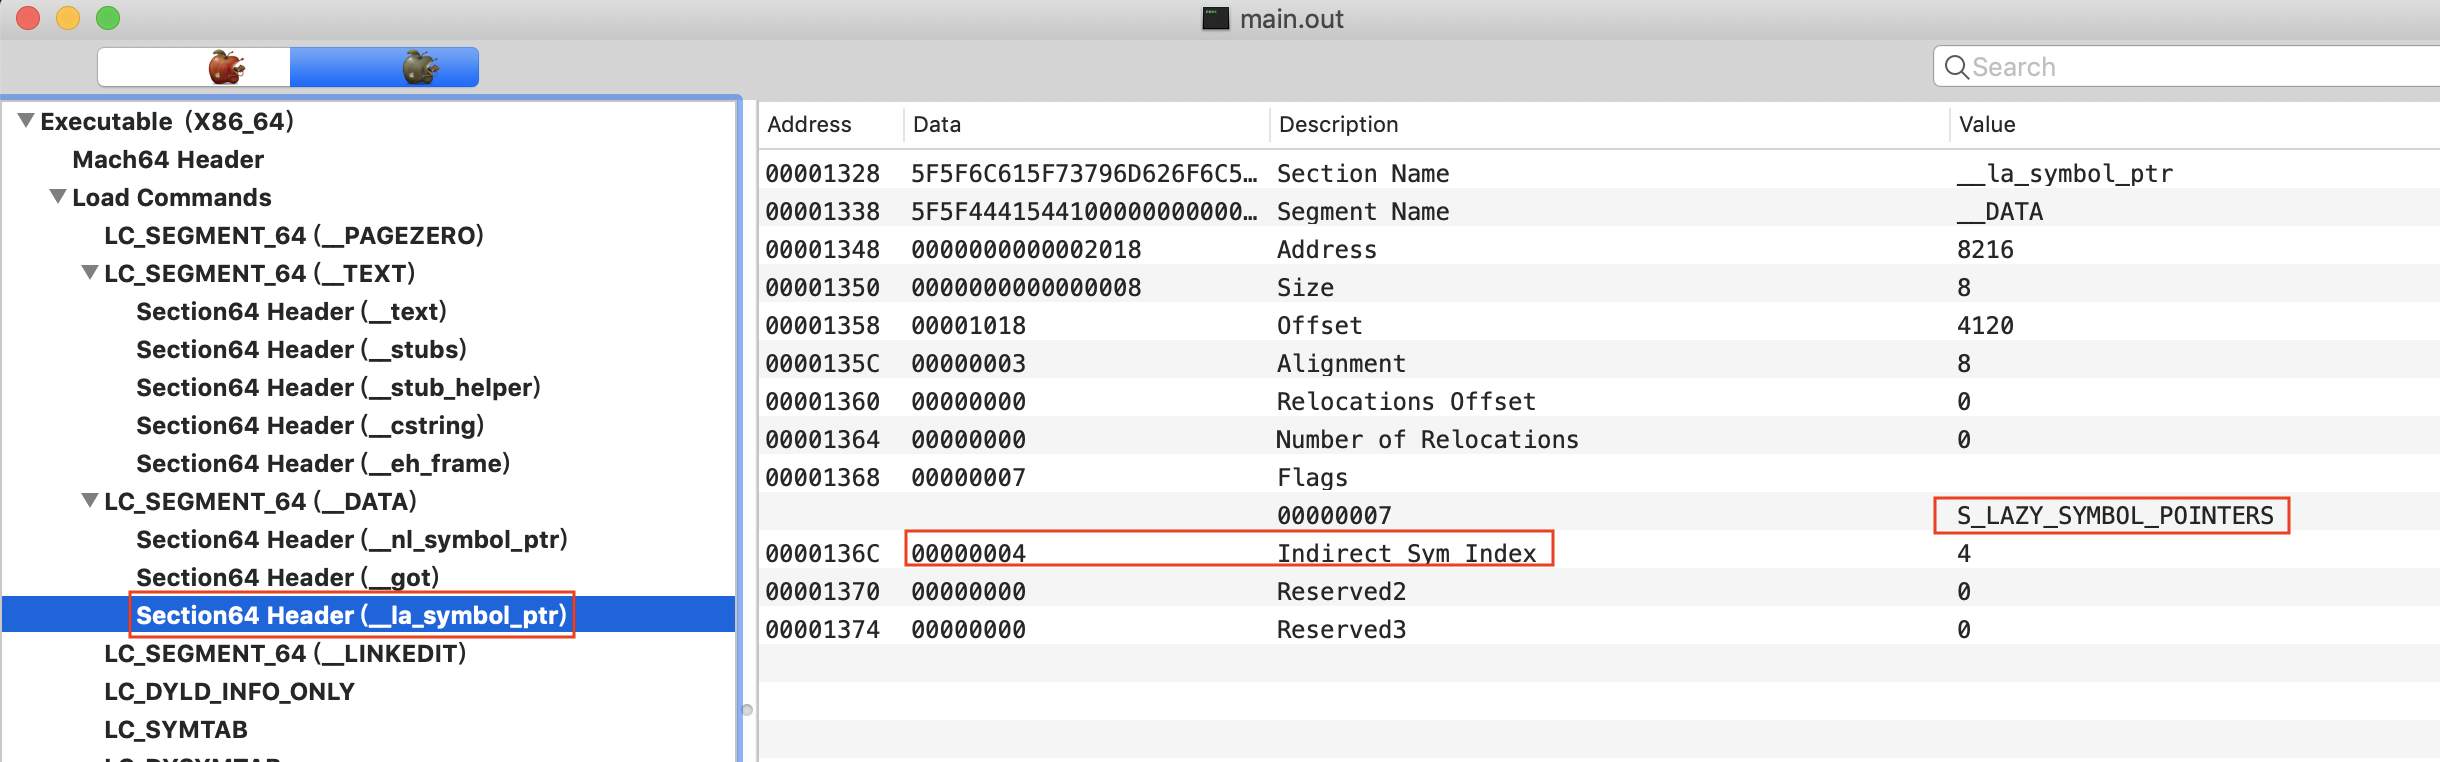 main.out
Search
Executable (X86_64)
Mach64 Header
Load Commands
LC_SEGMENT_64 (__PAGEZERO)
LC_SEGMENT_64 (__TEXT)
Section64 Header (__text)
Section64 Header (__stubs)
Section64 Header (__stub_helper)
Section64 Header (__cstring)
Section64 Header (__eh_frame)
LC_SEGMENT_64 (__DATA)
Section64 Header (__nl_symbol_ptr)
Section64 Header (__got)
Section64 Header (__la_symbol_ptr)
LC_SEGMENT_64 (__LINKEDIT)
LC_DYLD_INFO_ONLY
LC_SYMTAB
LC_DYSYMTAB
Address Data Description Value
00001328 5F5F6C615F73796D626F6C5… Section Name __la_symbol_ptr
00001338 5F5F4441544100000000000… Segment Name __DATA
00001348 0000000000002018 Address 8216
00001350 0000000000000008 Size 8
00001358 00001018 Offset 4120
0000135C 00000003 Alignment 8
00001360 00000000 Relocations Offset 0
00001364 00000000 Number of Relocations 0
00001368 00000007 Flags
00000007 S_LAZY_SYMBOL_POINTERS
0000136C 00000004 Indirect Sym Index 4
00001370 00000000 Reserved2 0
00001374 00000000 Reserved3 0